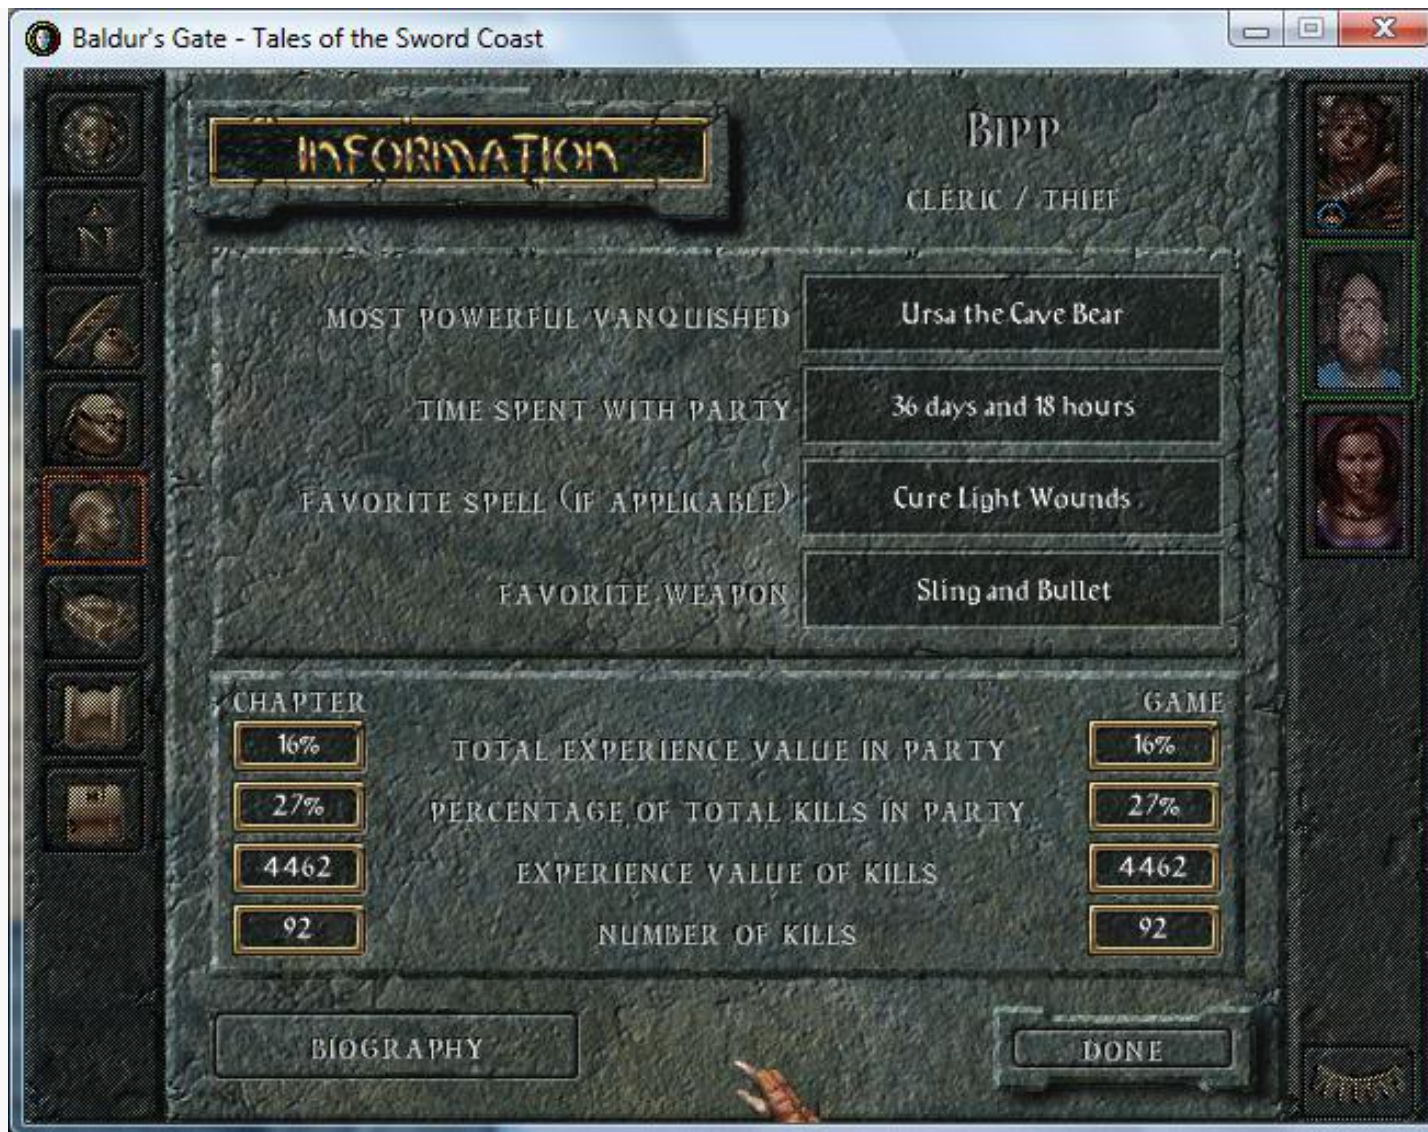 Baldur's Gate - Tales of the Sword Coast
INFORMATION
BIPP
CLERIC / THIEF
MOST POWERFUL VANQUISHED
Ursa the Cave Bear
TIME SPENT WITH PARTY
36 days and 18 hours
FAVORITE SPELL (IF APPLICABLE)
Cure Light Wounds
FAVORITE WEAPON
Sling and Bullet
CHAPTER
GAME
16%
TOTAL EXPERIENCE VALUE IN PARTY
16%
27%
PERCENTAGE OF TOTAL KILLS IN PARTY
27%
4462
EXPERIENCE VALUE OF KILLS
4462
92
NUMBER OF KILLS
92
BIOGRAPHY
DONE